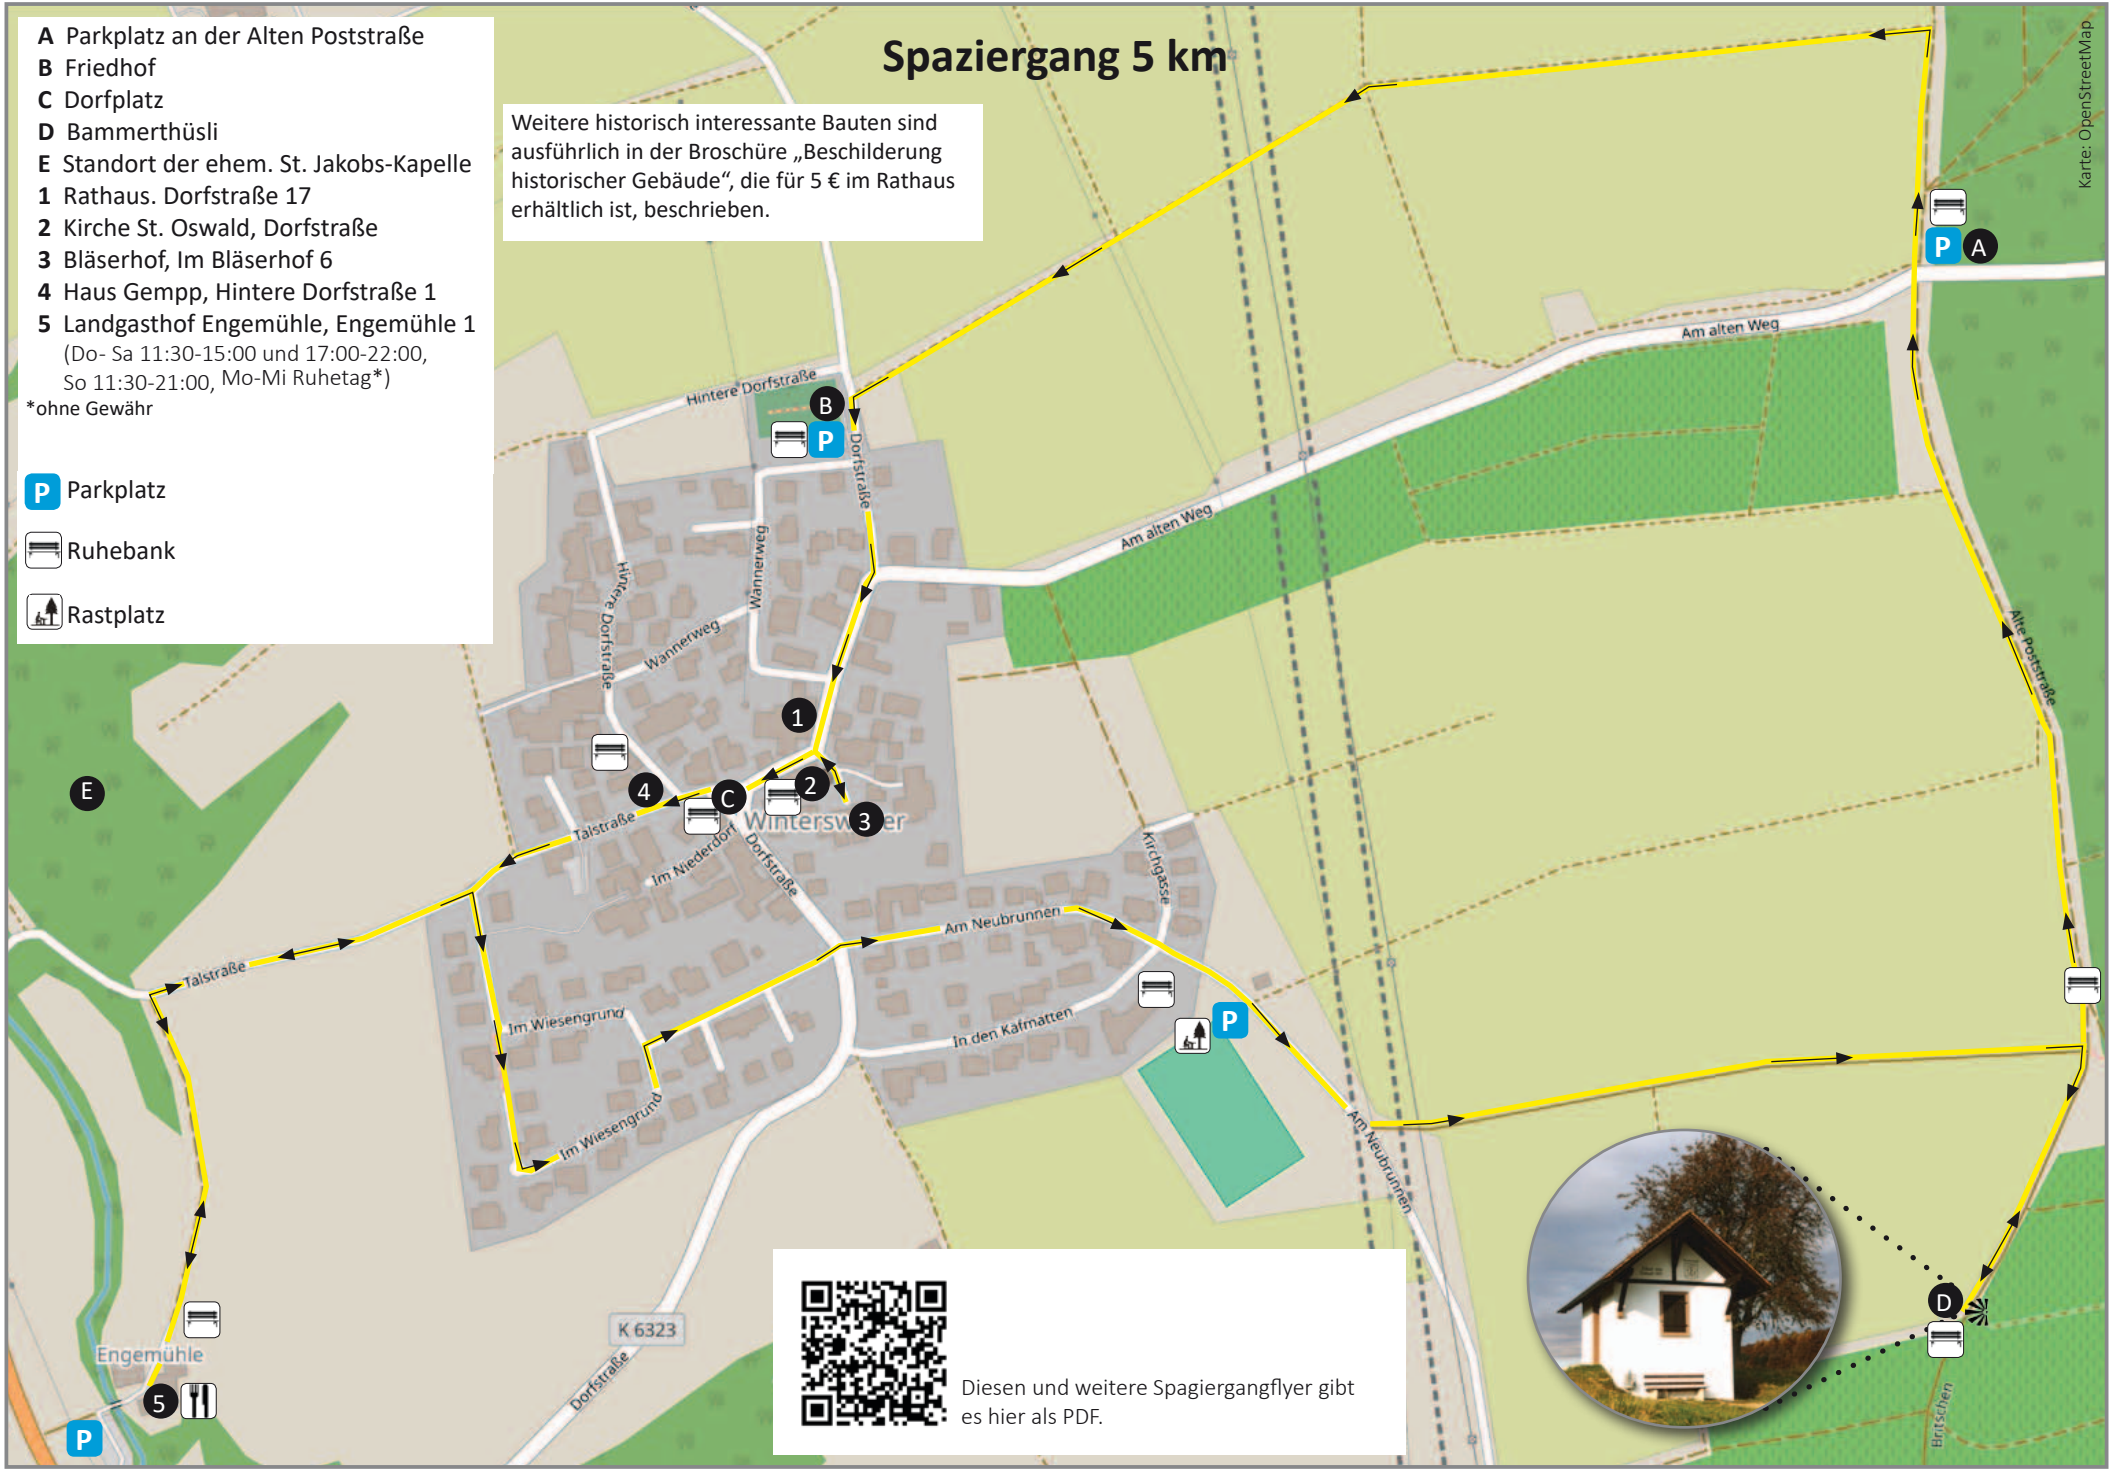 Spaziergang 5 km
A Parkplatz an der Alten Poststraße
B Friedhof
C Dorfplatz
D Bammerthüsli
E Standort der ehem. St. Jakobs-Kapelle
1 Rathaus. Dorfstraße 17
2 Kirche St. Oswald, Dorfstraße
3 Bläserhof, Im Bläserhof 6
4 Haus Gempp, Hintere Dorfstraße 1
5 Landgasthof Engemühle, Engemühle 1
(Do- Sa 11:30-15:00 und 17:00-22:00,
So 11:30-21:00, Mo-Mi Ruhetag*)
*ohne Gewähr
P Parkplatz
Ruhebank
Rastplatz
Weitere historisch interessante Bauten sind
ausführlich in der Broschüre „Beschilderung
historischer Gebäude“, die für 5 € im Rathaus
erhältlich ist, beschrieben.
Karte: OpenStreetMap
P A
Am alten Weg
Hintere Dorfstraße
B
P
Dorfstraße
Am alten Weg
Wannerweg
Hintere Dorfstraße
Wannerweg
Alte Poststraße
1
E
4
C
2
3
Talstraße
Im Niederdorf
Dorfstraße
Kirchgasse
Am Neubrunnen
Talstraße
Im Wiesengrund
In den Käfmatten
P
Im Wiesengrund
Am Neubrunnen
D
K 6323
Engemühle
Dorfstraße
5
P
Britschen
Diesen und weitere Spagiergangflyer gibt
es hier als PDF.